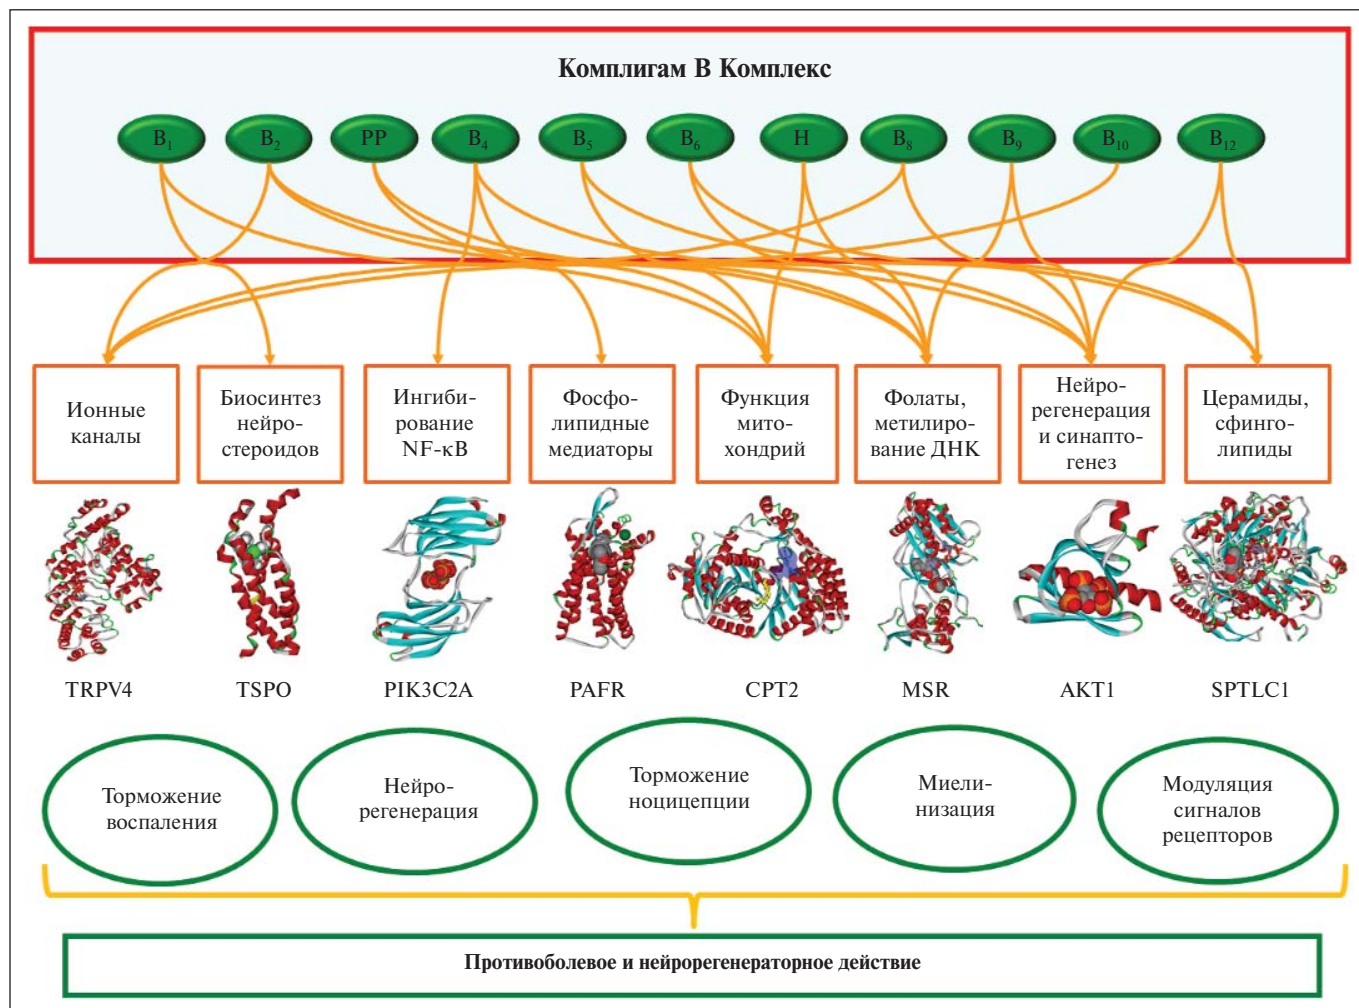 Комплигам В Комплекс
B₁ B₂ PP B₄ B₅ B₆ H B₈ B₉ B₁₀ B₁₂
Ионные
каналы
Биосинтез
нейро-
стероидов
Ингиби-
рование
NF-κB
Фосфо-
липидные
медиаторы
Функция
мито-
хондрий
Фолаты,
метилиро-
вание ДНК
Нейро-
регенерация
и синапто-
генез
Церамиды,
сфинго-
липиды
TRPV4 TSPO PIK3C2A PAFR CPT2 MSR AKT1 SPTLC1
Торможение
воспаления
Нейро-
регенерация
Торможение
ноцицепции
Миели-
низация
Модуляция
сигналов
рецепторов
Противоболевое и нейрорегенераторное действие